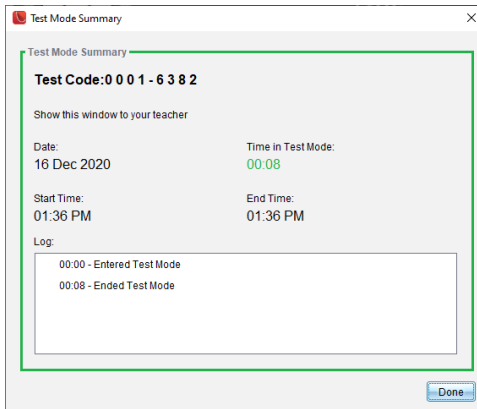 Test Mode Summary
Test Mode Summary
Test Code:0 0 0 1 - 6 3 8 2
Show this window to your teacher
Date:
Time in Test Mode:
16 Dec 2020
00:08
Start Time:
End Time:
01:36 PM
01:36 PM
Log:
00:00 - Entered Test Mode
00:08 - Ended Test Mode
Done